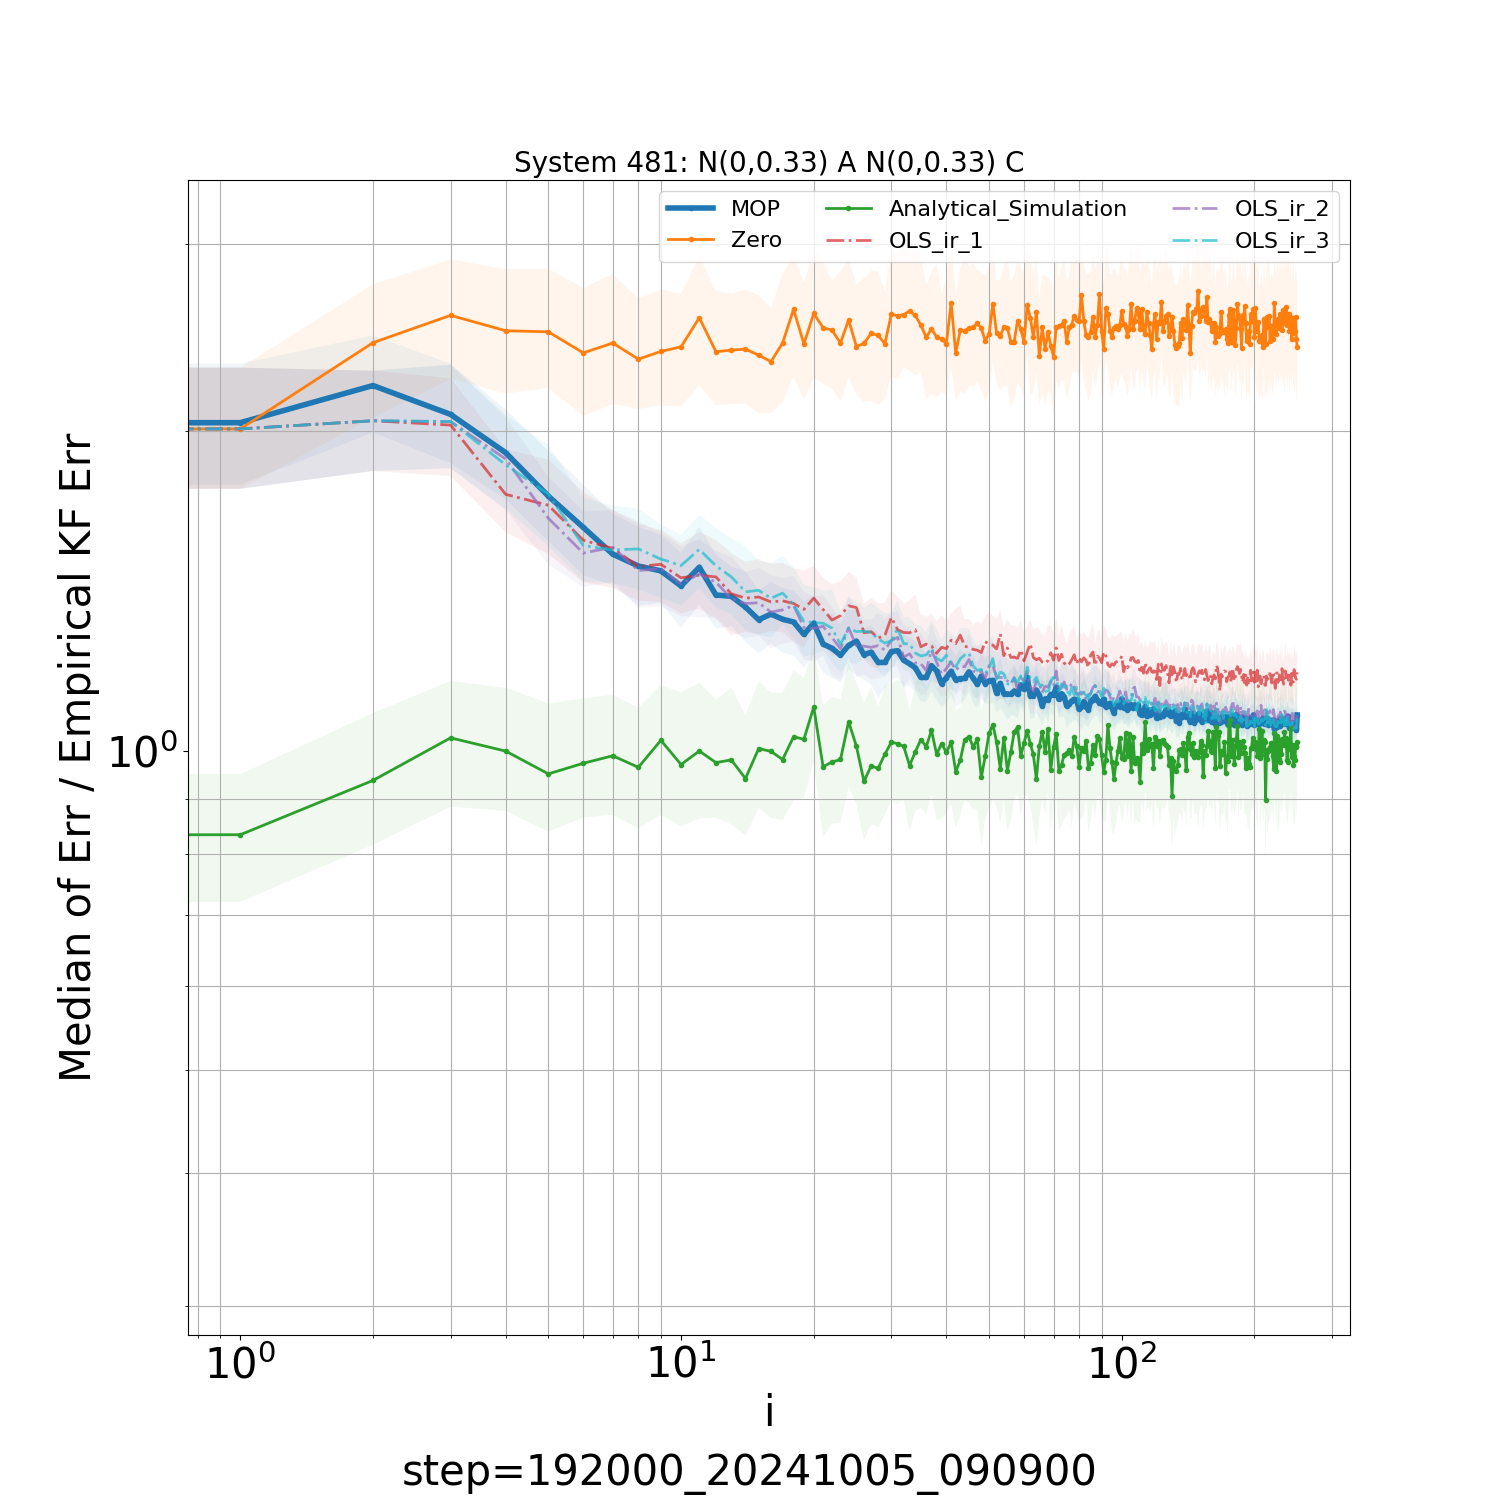 System 481: N(0,0.33) A N(0,0.33) C
MOP
Zero
Analytical_Simulation
OLS_ir_1
OLS_ir_2
OLS_ir_3
Median of Err / Empirical KF Err
10⁰
10⁰ 10¹ 10²
i
step=192000_20241005_090900